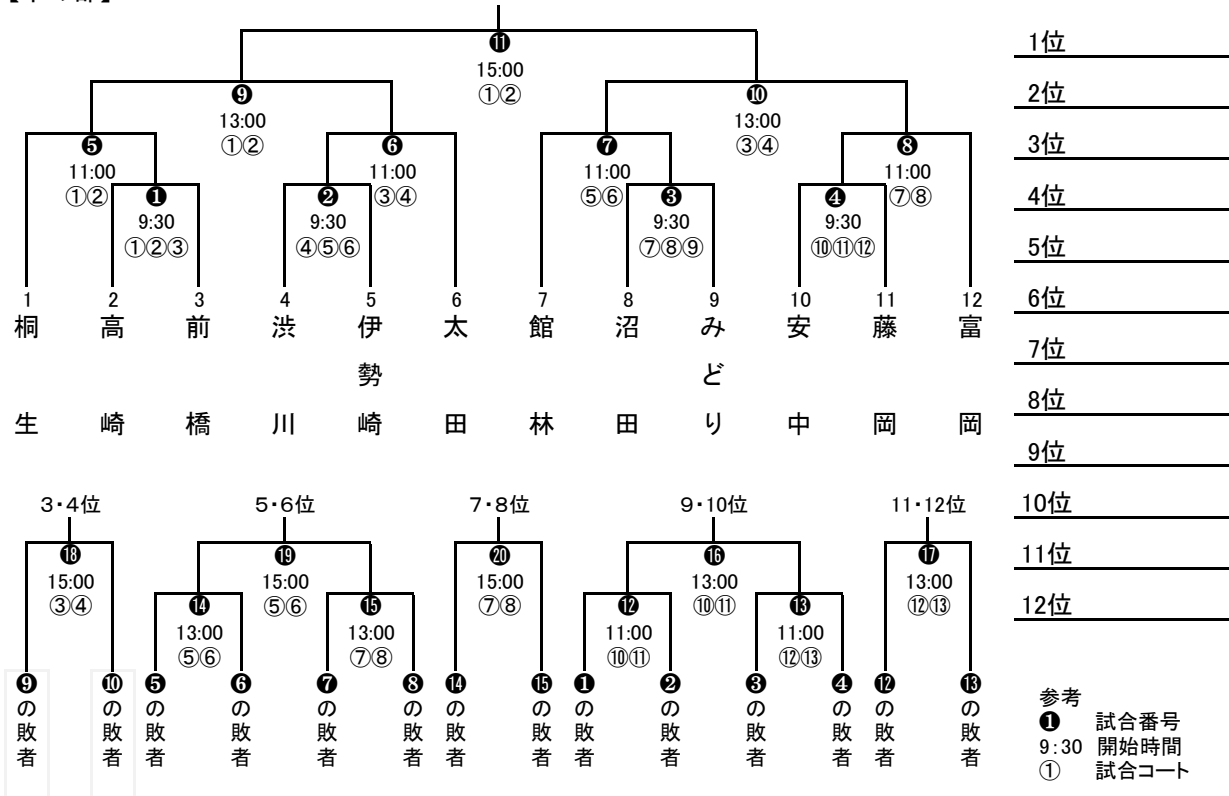 ⓫
15:00
①②
❾
13:00
①②
❿
13:00
③④
❺
11:00
①②
❻
11:00
③④
❼
11:00
⑤⑥
❽
11:00
⑦⑧
❶
9:30
①②③
❷
9:30
④⑤⑥
❸
9:30
⑦⑧⑨
❹
9:30
⑩⑪⑫
1 2 3 4 5 6 7 8 9 10 11 12
桐生
高崎
前橋
渋川
伊勢崎
太田
館林
沼田
みどり
安中
藤岡
富岡
1位
2位
3位
4位
5位
6位
7位
8位
9位
10位
11位
12位
3・4位
⓲
15:00
③④
❾の敗者
❿の敗者
5・6位
⓳
15:00
⑤⑥
⓮
13:00
⑤⑥
⓯
13:00
⑦⑧
❺の敗者
❻の敗者
❼の敗者
❽の敗者
7・8位
⓴
15:00
⑦⑧
⓮の敗者
⓯の敗者
9・10位
⓰
13:00
⑩⑪
⓬
11:00
⑩⑪
⓭
11:00
⑫⑬
❶の敗者
❷の敗者
❸の敗者
❹の敗者
11・12位
⓱
13:00
⑫⑬
⓬の敗者
⓭の敗者
参考
❶ 試合番号
9:30 開始時間
① 試合コート